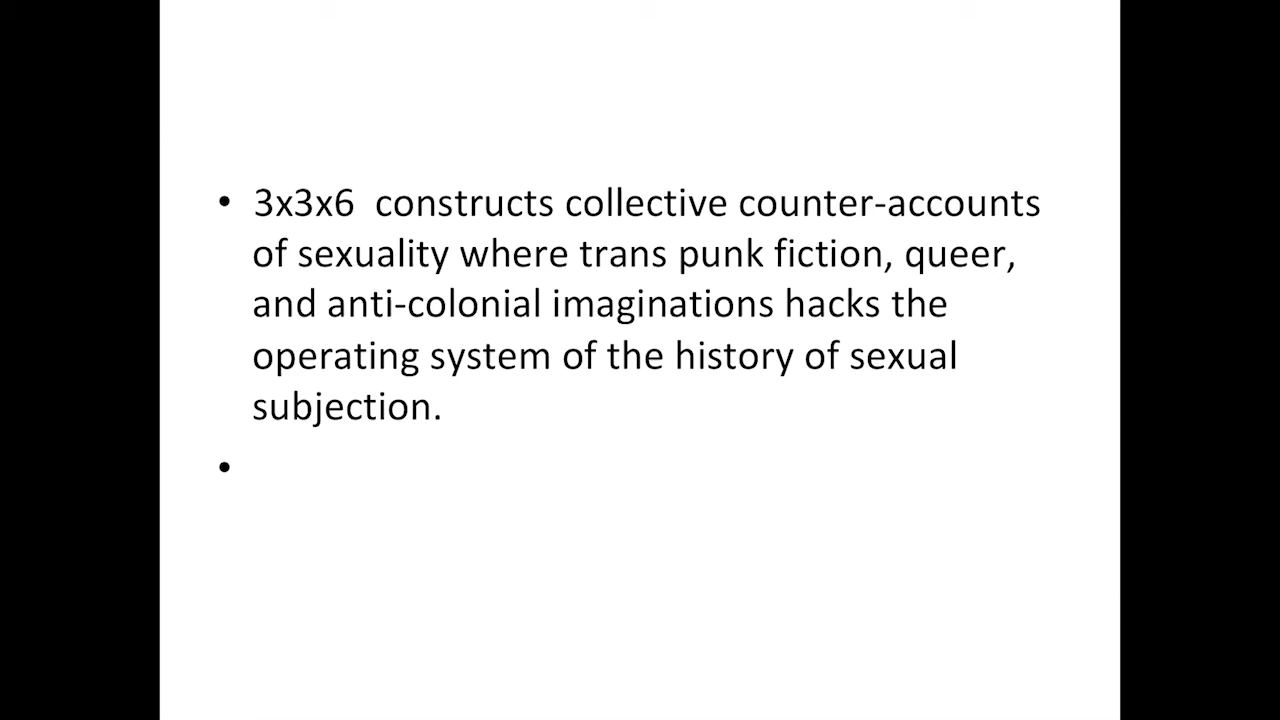 • 3x3x6  constructs collective counter-accounts
of sexuality where trans punk fiction, queer,
and anti-colonial imaginations hacks the
operating system of the history of sexual
subjection.
•